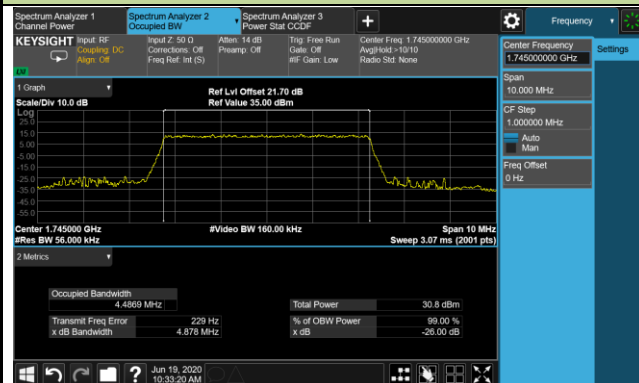 Spectrum Analyzer 1
Channel Power
Spectrum Analyzer 2
Occupied BW
Spectrum Analyzer 3
Power Stat CCDF
Frequency
KEYSIGHT
Input: RF
Coupling: DC
Align: Off
Input Z: 50 Ω
Corrections: Off
Freq Ref: Int (S)
Atten: 14 dB
Preamp: Off
Trig: Free Run
Gate: Off
#IF Gain: Low
Center Freq: 1.745000000 GHz
Avg|Hold:>10/10
Radio Std: None
1 Graph
Scale/Div 10.0 dB
Ref Lvl Offset 21.70 dB
Ref Value 35.00 dBm
Log
25.0
15.0
5.00
-5.00
-15.0
-25.0
-35.0
-45.0
-55.0
Center 1.745000 GHz
#Res BW 56.000 kHz
#Video BW 160.00 kHz
Span 10 MHz
Sweep 3.07 ms (2001 pts)
2 Metrics
Occupied Bandwidth
4.4869 MHz
Transmit Freq Error 229 Hz
x dB Bandwidth 4.878 MHz
Total Power 30.8 dBm
% of OBW Power 99.00 %
x dB -26.00 dB
Center Frequency
1.745000000 GHz
Span
10.000 MHz
CF Step
1.000000 MHz
Auto
Man
Freq Offset
0 Hz
Settings
?
Jun 19, 2020
10:33:20 AM